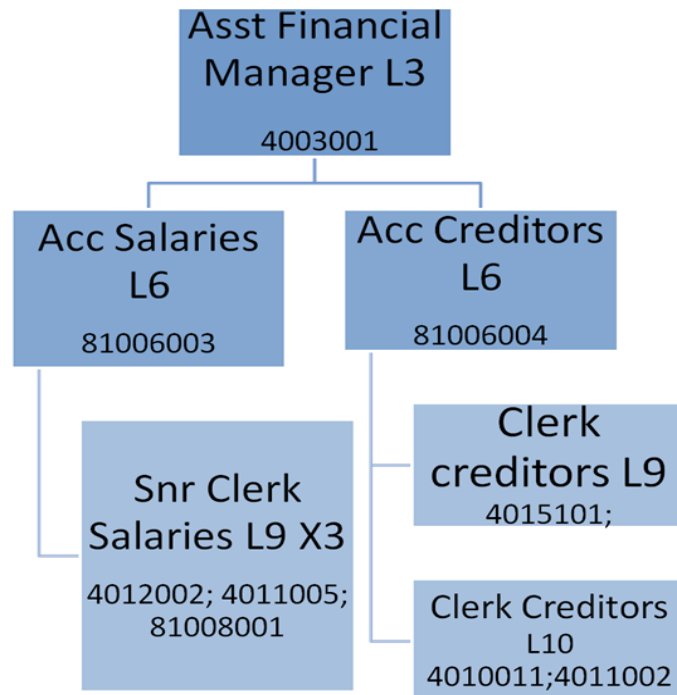 Asst Financial
Manager L3
4003001
Acc Salaries
L6
81006003
Acc Creditors
L6
81006004
Snr Clerk
Salaries L9 X3
4012002; 4011005;
81008001
Clerk
creditors L9
4015101;
Clerk Creditors
L10
4010011;4011002